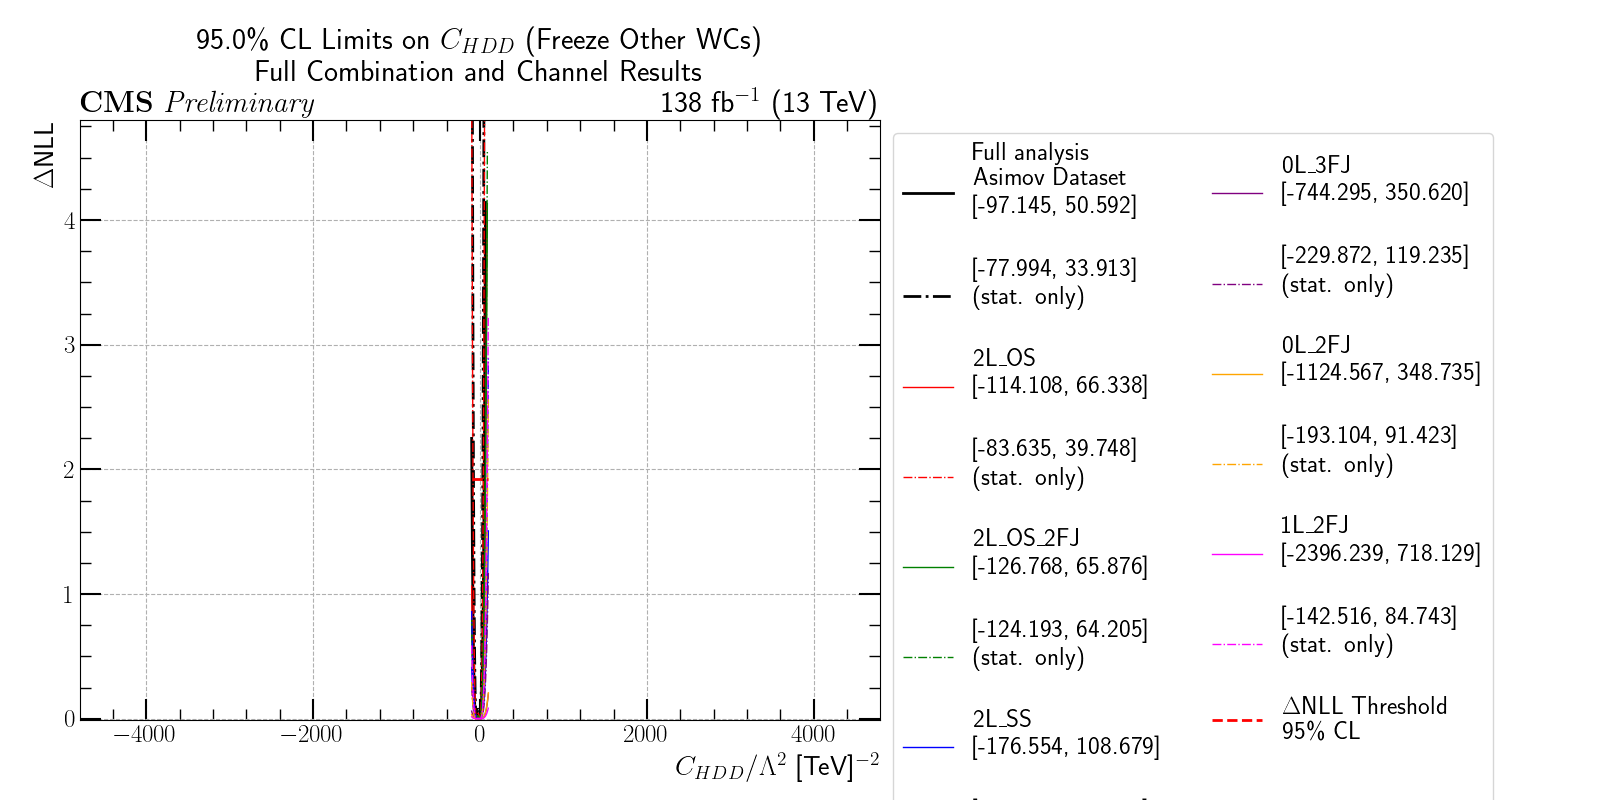 95.0% CL Limits on C_HDD (Freeze Other WCs)
Full Combination and Channel Results
CMS Preliminary
138 fb⁻¹ (13 TeV)
ΔNLL
4
3
2
1
0
−4000
−2000
0
2000
4000
C_HDD/Λ² [TeV]⁻²
Full analysis
Asimov Dataset
[-97.145, 50.592]
[-77.994, 33.913]
(stat. only)
2L_OS
[-114.108, 66.338]
[-83.635, 39.748]
(stat. only)
2L_OS_2FJ
[-126.768, 65.876]
[-124.193, 64.205]
(stat. only)
2L_SS
[-176.554, 108.679]
0L_3FJ
[-744.295, 350.620]
[-229.872, 119.235]
(stat. only)
0L_2FJ
[-1124.567, 348.735]
[-193.104, 91.423]
(stat. only)
1L_2FJ
[-2396.239, 718.129]
[-142.516, 84.743]
(stat. only)
ΔNLL Threshold
95% CL